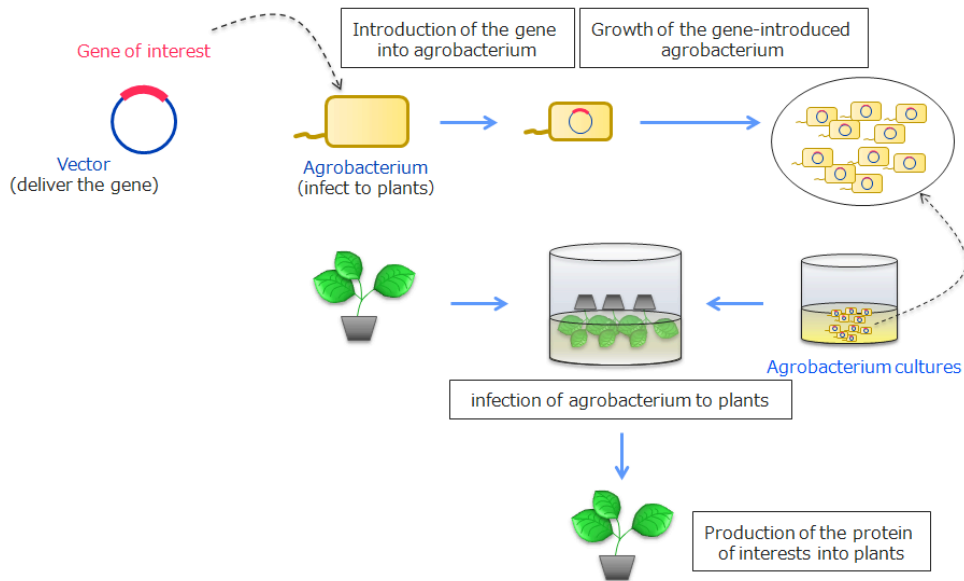 Gene of interest
Introduction of the gene
into agrobacterium
Growth of the gene-introduced
agrobacterium
Vector
(deliver the gene)
Agrobacterium
(infect to plants)
Agrobacterium cultures
infection of agrobacterium to plants
Production of the protein
of interests into plants